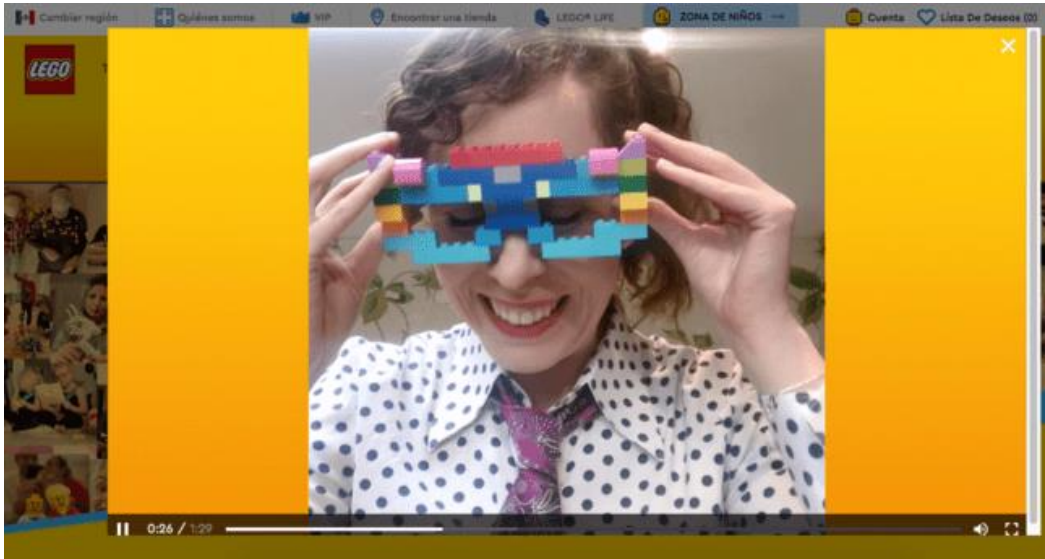 Cambiar región
Quiénes somos
VIP
Encontrar una tienda
LEGO® LIFE
ZONA DE NIÑOS
Cuenta
Lista De Deseos (0)
LEGO
T
0:26 / 1:29